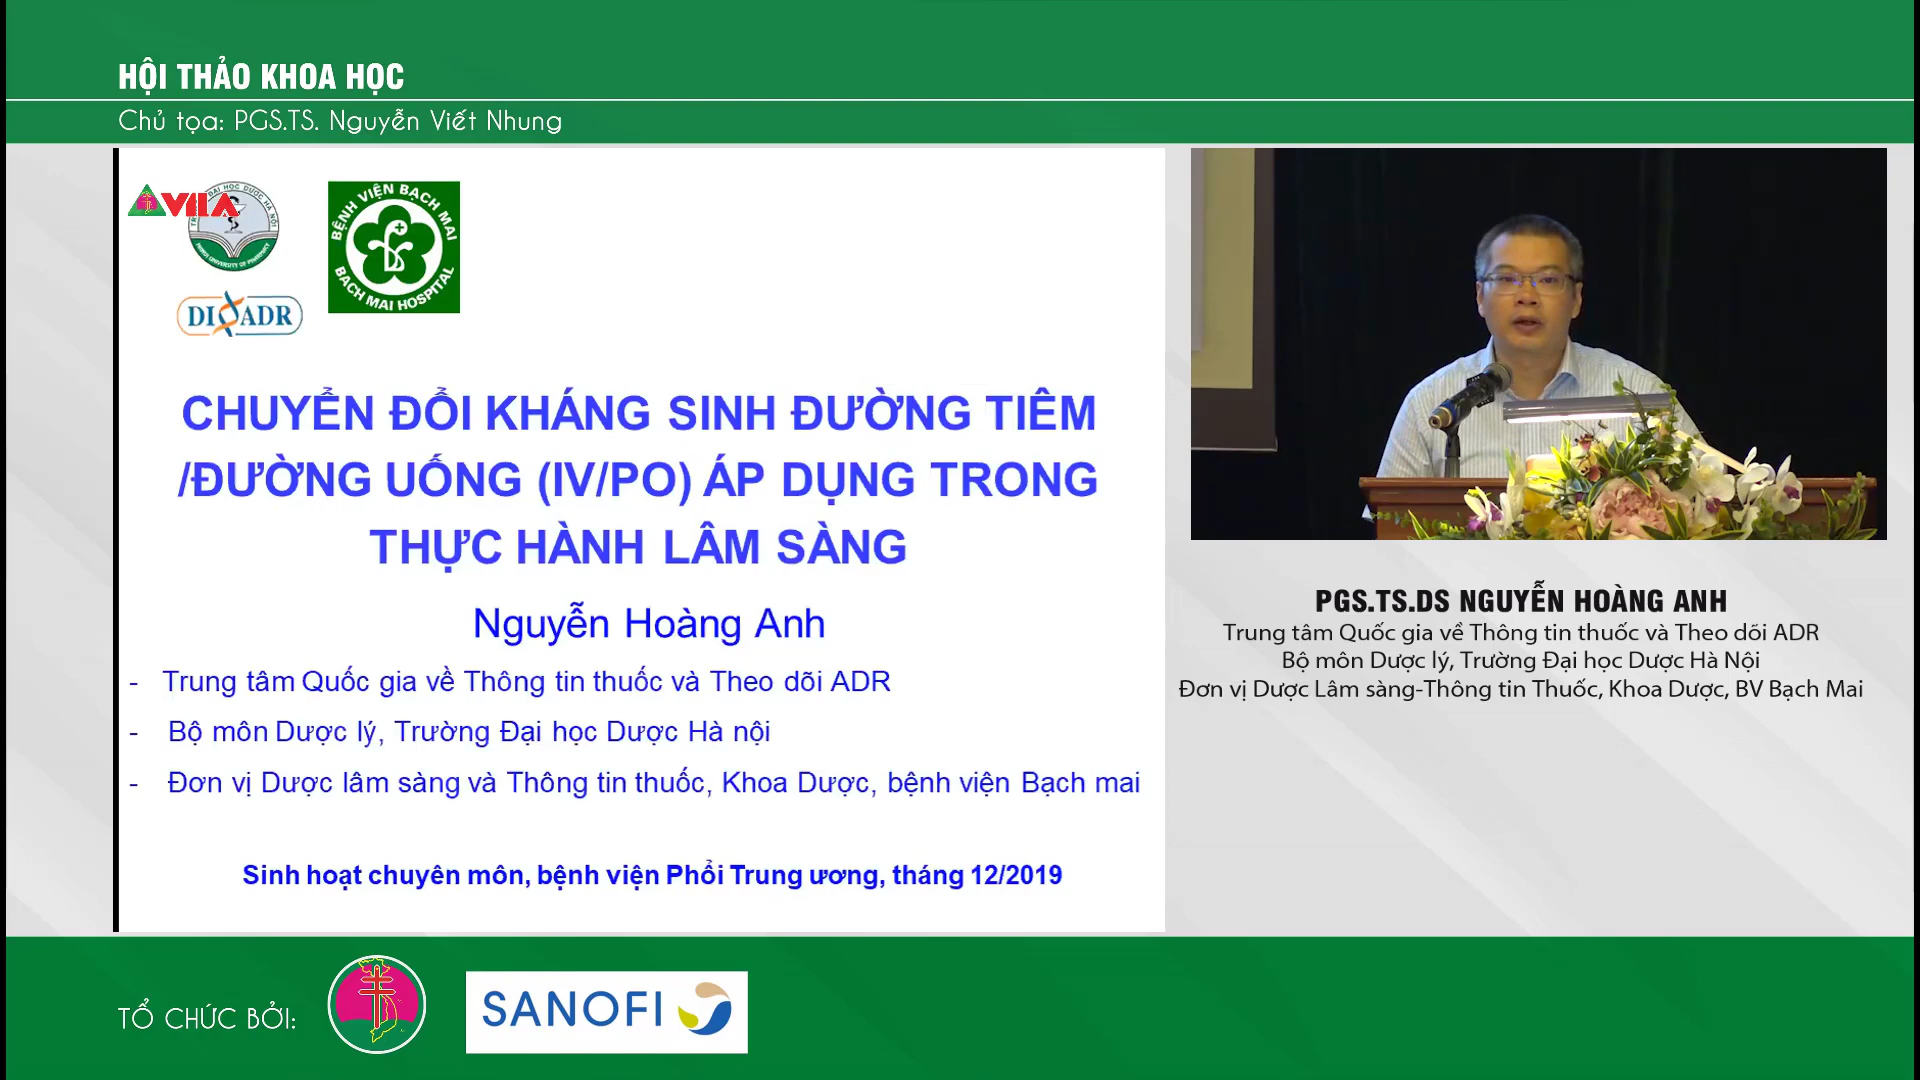 HỘI THẢO KHOA HỌC
Chủ tọa: PGS.TS. Nguyễn Viết Nhung
VILA
BỆNH VIỆN BẠCH MAI
BACH MAI HOSPITAL
DI ADR
CHUYỂN ĐỔI KHÁNG SINH ĐƯỜNG TIÊM
/ĐƯỜNG UỐNG (IV/PO) ÁP DỤNG TRONG
THỰC HÀNH LÂM SÀNG
Nguyễn Hoàng Anh
- Trung tâm Quốc gia về Thông tin thuốc và Theo dõi ADR
- Bộ môn Dược lý, Trường Đại học Dược Hà nội
- Đơn vị Dược lâm sàng và Thông tin thuốc, Khoa Dược, bệnh viện Bạch mai
Sinh hoạt chuyên môn, bệnh viện Phổi Trung ương, tháng 12/2019
PGS.TS.DS NGUYỄN HOÀNG ANH
Trung tâm Quốc gia về Thông tin thuốc và Theo dõi ADR
Bộ môn Dược lý, Trường Đại học Dược Hà Nội
Đơn vị Dược Lâm sàng-Thông tin Thuốc, Khoa Dược, BV Bạch Mai
TỔ CHỨC BỞI:
SANOFI